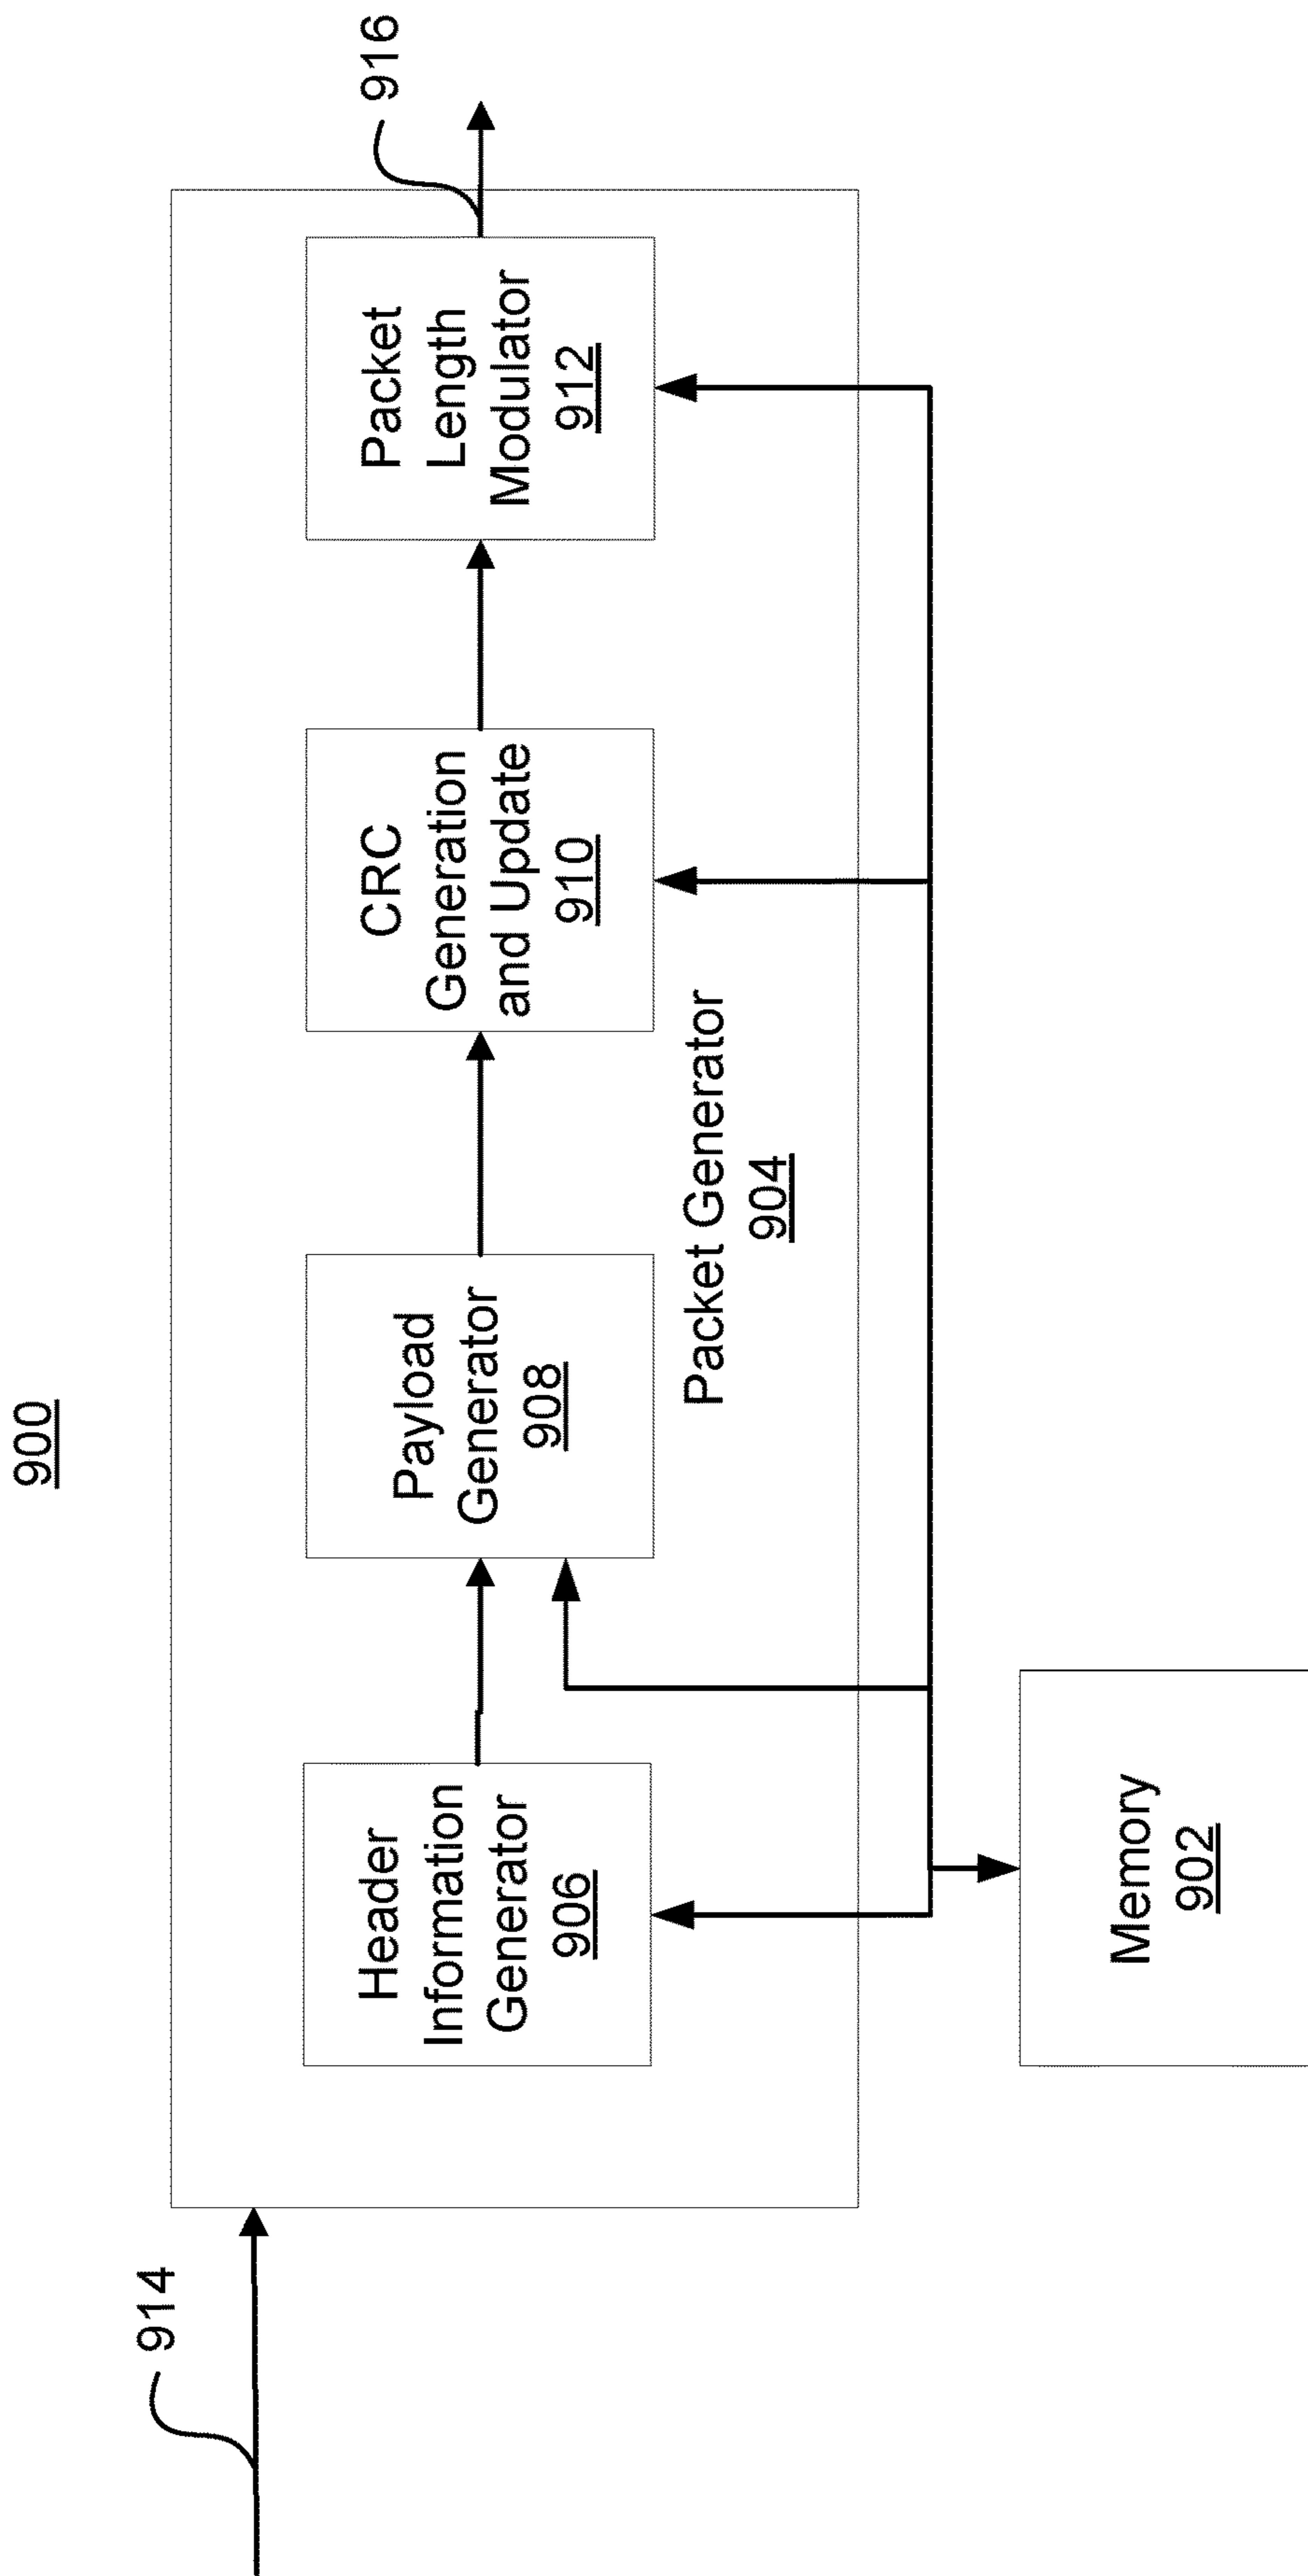 900
914
916
Header
Information
Generator
906
Payload
Generator
908
CRC
Generation
and Update
910
Packet
Length
Modulator
912
Packet Generator
904
Memory
902